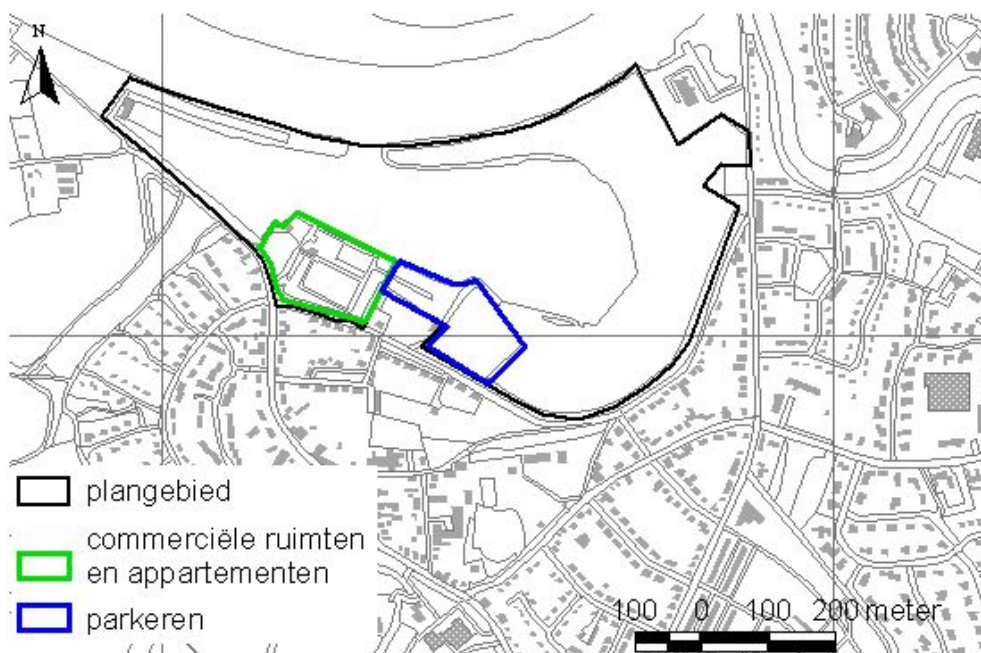 N
plangebied
commerciële ruimten
en appartementen
parkeren
100 0 100 200 meter